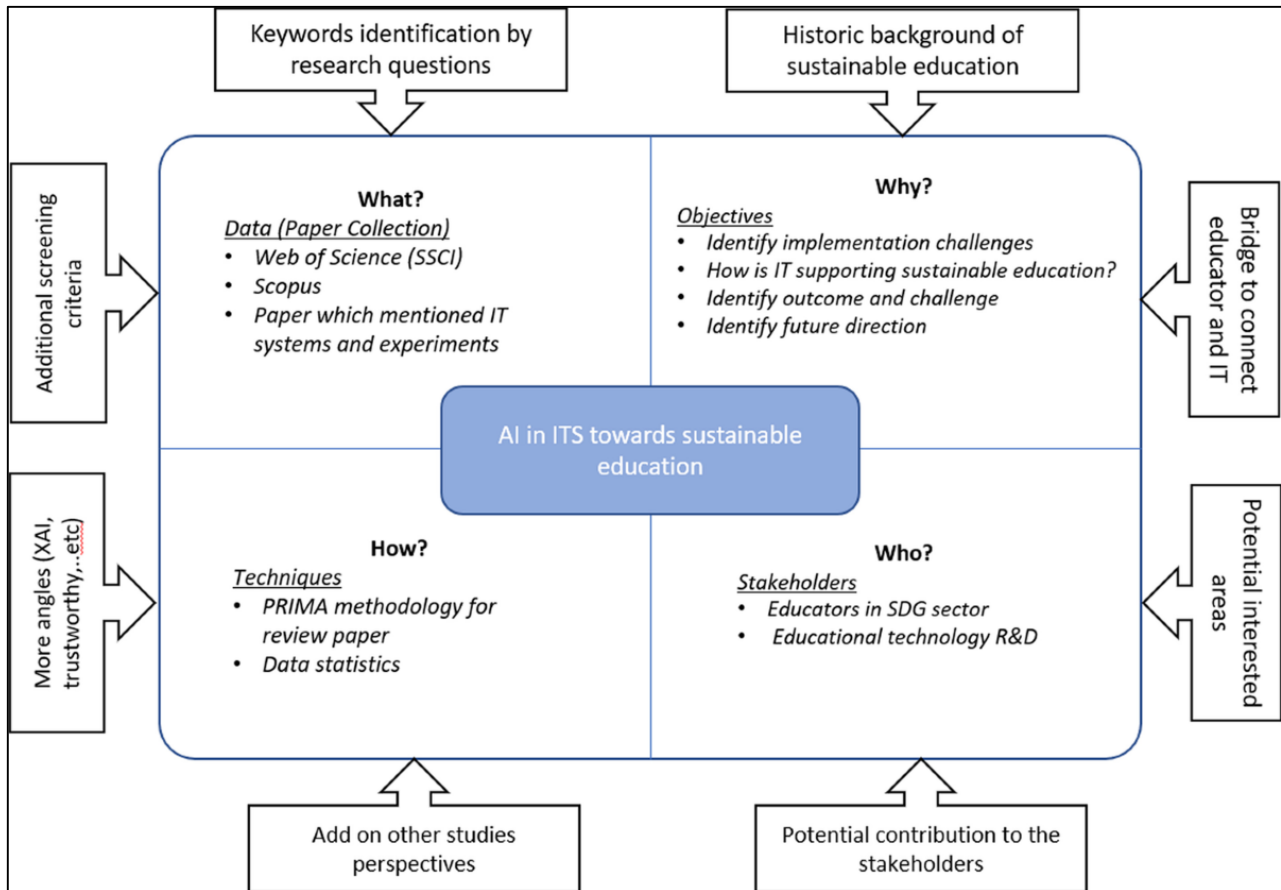 Keywords identification by
research questions
Historic background of
sustainable education
Additional screening
criteria
What?
Data (Paper Collection)
• Web of Science (SSCI)
• Scopus
• Paper which mentioned IT
systems and experiments
Why?
Objectives
• Identify implementation challenges
• How is IT supporting sustainable education?
• Identify outcome and challenge
• Identify future direction
Bridge to connect
educator and IT
AI in ITS towards sustainable
education
More angles (XAI,
trustworthy,..etc)
How?
Techniques
• PRIMA methodology for
review paper
• Data statistics
Who?
Stakeholders
• Educators in SDG sector
• Educational technology R&D
Potential interested
areas
Add on other studies
perspectives
Potential contribution to the
stakeholders